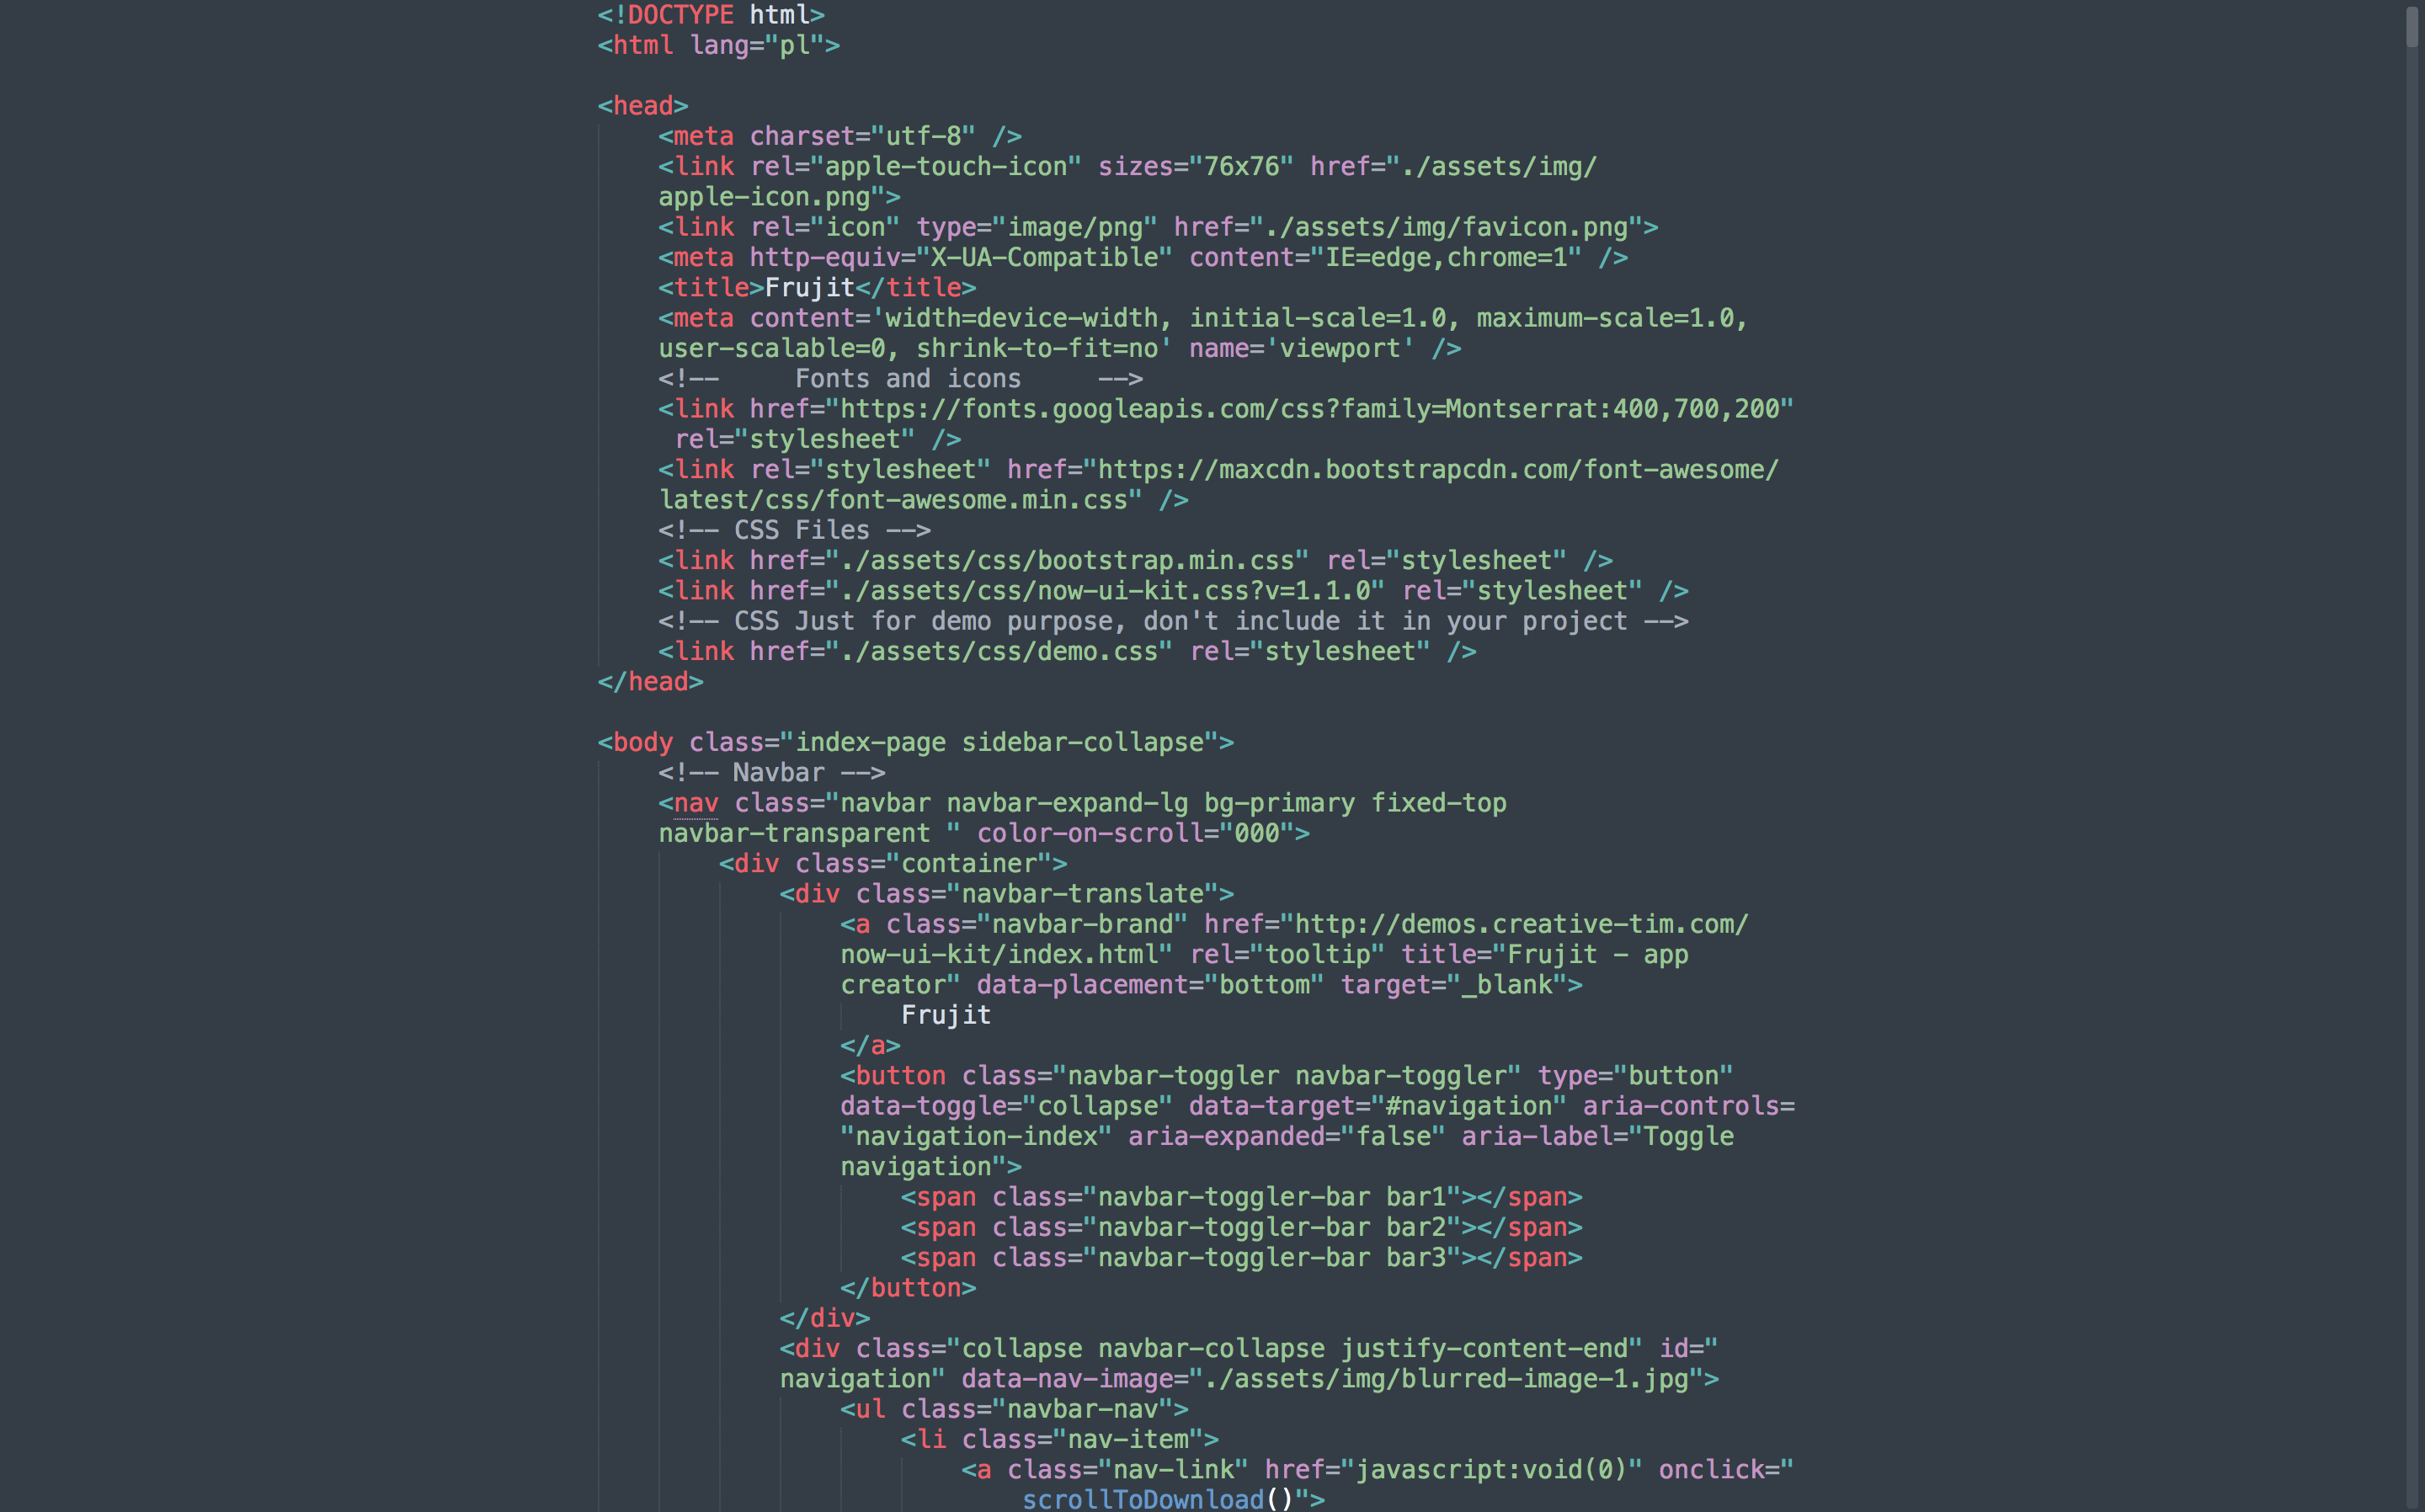 <!DOCTYPE html>
<html lang="pl">
<head>
<meta charset="utf-8" />
<link rel="apple-touch-icon" sizes="76x76" href="./assets/img/
apple-icon.png">
<link rel="icon" type="image/png" href="./assets/img/favicon.png">
<meta http-equiv="X-UA-Compatible" content="IE=edge,chrome=1" />
<title>Frujit</title>
<meta content='width=device-width, initial-scale=1.0, maximum-scale=1.0,
user-scalable=0, shrink-to-fit=no' name='viewport' />
<!--     Fonts and icons     -->
<link href="https://fonts.googleapis.com/css?family=Montserrat:400,700,200"
rel="stylesheet" />
<link rel="stylesheet" href="https://maxcdn.bootstrapcdn.com/font-awesome/
latest/css/font-awesome.min.css" />
<!-- CSS Files -->
<link href="./assets/css/bootstrap.min.css" rel="stylesheet" />
<link href="./assets/css/now-ui-kit.css?v=1.1.0" rel="stylesheet" />
<!-- CSS Just for demo purpose, don't include it in your project -->
<link href="./assets/css/demo.css" rel="stylesheet" />
</head>
<body class="index-page sidebar-collapse">
<!-- Navbar -->
<nav class="navbar navbar-expand-lg bg-primary fixed-top
navbar-transparent " color-on-scroll="000">
<div class="container">
<div class="navbar-translate">
<a class="navbar-brand" href="http://demos.creative-tim.com/
now-ui-kit/index.html" rel="tooltip" title="Frujit - app
creator" data-placement="bottom" target="_blank">
Frujit
</a>
<button class="navbar-toggler navbar-toggler" type="button"
data-toggle="collapse" data-target="#navigation" aria-controls=
"navigation-index" aria-expanded="false" aria-label="Toggle
navigation">
<span class="navbar-toggler-bar bar1"></span>
<span class="navbar-toggler-bar bar2"></span>
<span class="navbar-toggler-bar bar3"></span>
</button>
</div>
<div class="collapse navbar-collapse justify-content-end" id="
navigation" data-nav-image="./assets/img/blurred-image-1.jpg">
<ul class="navbar-nav">
<li class="nav-item">
<a class="nav-link" href="javascript:void(0)" onclick="
scrollToDownload()">